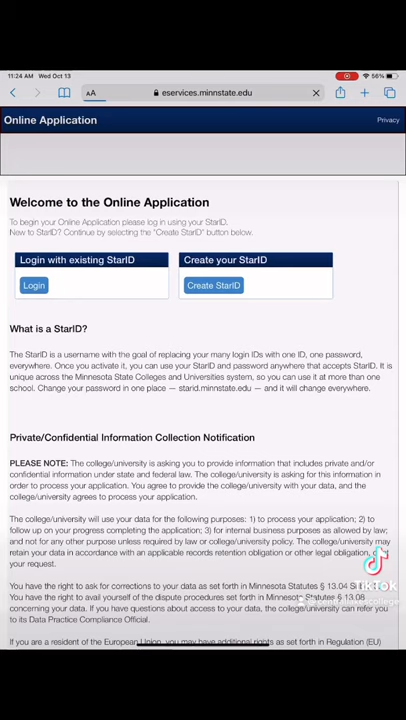 11:24 AM Wed Oct 13
56%
AA
eservices.minnstate.edu
Online Application
Privacy
Welcome to the Online Application
To begin your Online Application please log in using your StarID.
New to StarID? Continue by selecting the "Create StarID" button below.
Login with existing StarID
Login
Create your StarID
Create StarID
What is a StarID?
The StarID is a username with the goal of replacing your many login IDs with one ID, one password,
everywhere. Once you activate it, you can use your StarID and password anywhere that accepts StarID. It is
unique across the Minnesota State Colleges and Universities system, so you can use it at more than one
school. Change your password in one place — starid.minnstate.edu — and it will change everywhere.
Private/Confidential Information Collection Notification
PLEASE NOTE: The college/university is asking you to provide information that includes private and/or
confidential information under state and federal law. The college/university is asking for this information in
order to process your application. You agree to provide the college/university with your data, and the
college/university agrees to process your application.
The college/university will use your data for the following purposes: 1) to process your application; 2) to
follow up on your progress completing the application; 3) for internal business purposes as allowed by law;
and not for any other purpose unless required by law or college/university policy. The college/university may
retain your data in accordance with an applicable records retention obligation or other legal obligation,
your request.
You have the right to ask for corrections to your data as set forth in Minnesota Statutes § 13.04
You have the right to avail yourself of the dispute procedures set forth in Minnesota Statutes § 13.08
concerning your data. If you have questions about access to your data, the college/university can refer you
to its Data Practice Compliance Official.
If you are a resident of the European Union, you may have additional rights as set forth in Regulation (EU)
TikTok